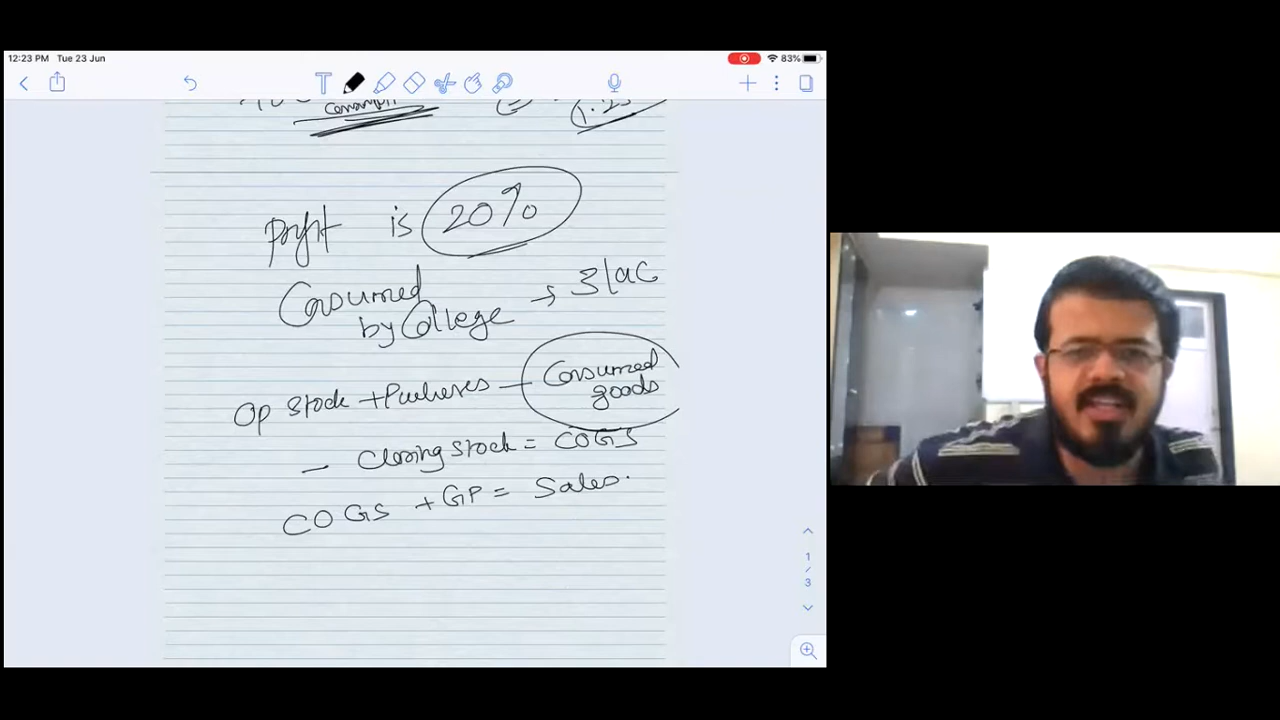 12:23 PM Tue 23 Jun 83%
Profit is 20%
Consumed by College → 3 lac
Op stock + Purchases - Consumed goods
- Closing stock = COGS
COGS + GP = Sales.
1
/
3